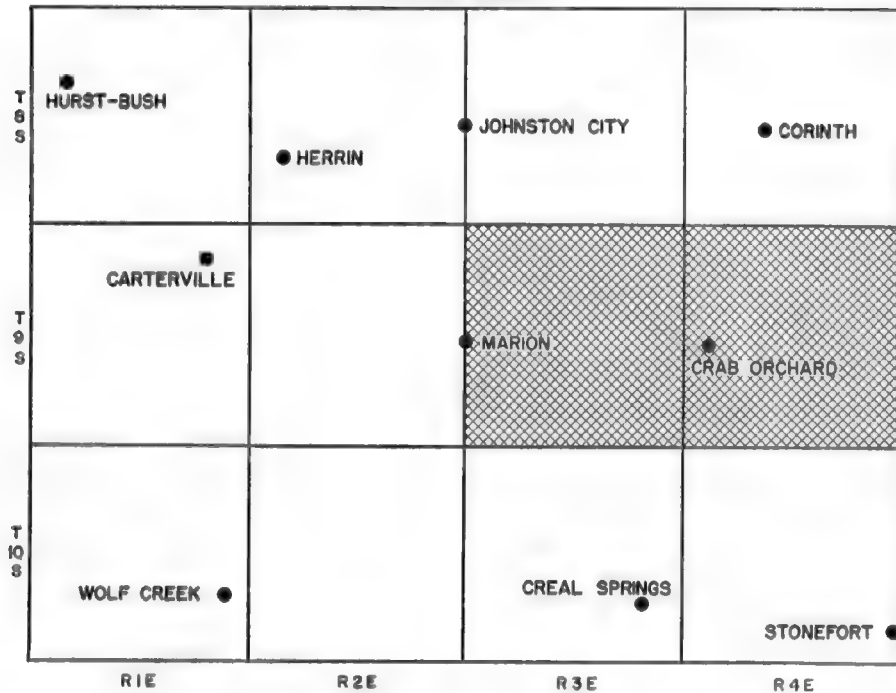 T
8
S
HURST-BUSH
HERRIN
JOHNSTON CITY
CORINTH
T
9
S
CARTERVILLE
MARION
CRAB ORCHARD
T
10
S
WOLF CREEK
CREAL SPRINGS
STONEFORT
R1E
R2E
R3E
R4E